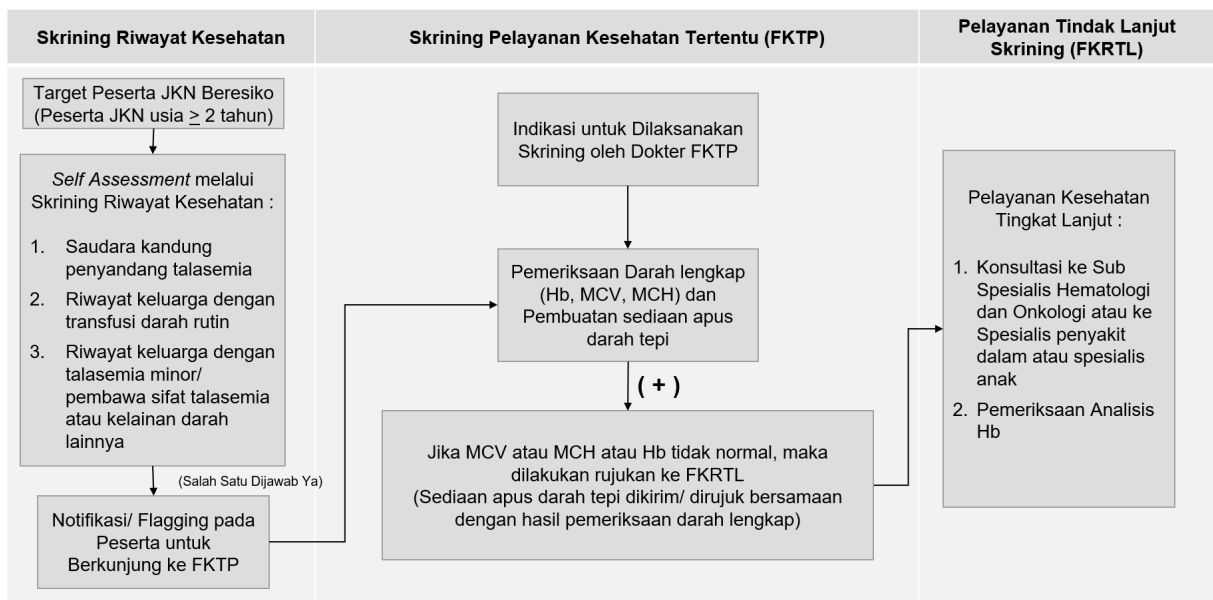 Skrining Riwayat Kesehatan
Target Peserta JKN Beresiko
(Peserta JKN usia > 2 tahun)
Self Assessment melalui
Skrining Riwayat Kesehatan :
1. Saudara kandung
penyandang talasemia
2. Riwayat keluarga dengan
transfusi darah rutin
3. Riwayat keluarga dengan
talasemia minor/
pembawa sifat talasemia
atau kelainan darah
lainnya
(Salah Satu Dijawab Ya)
Notifikasi/ Flagging pada
Peserta untuk
Berkunjung ke FKTP
Skrining Pelayanan Kesehatan Tertentu (FKTP)
Indikasi untuk Dilaksanakan
Skrining oleh Dokter FKTP
Pemeriksaan Darah lengkap
(Hb, MCV, MCH) dan
Pembuatan sediaan apus
darah tepi
( + )
Jika MCV atau MCH atau Hb tidak normal, maka
dilakukan rujukan ke FKRTL
(Sediaan apus darah tepi dikirim/ dirujuk bersamaan
dengan hasil pemeriksaan darah lengkap)
Pelayanan Tindak Lanjut
Skrining (FKRTL)
Pelayanan Kesehatan
Tingkat Lanjut :
1. Konsultasi ke Sub
Spesialis Hematologi
dan Onkologi atau ke
Spesialis penyakit
dalam atau spesialis
anak
2. Pemeriksaan Analisis
Hb